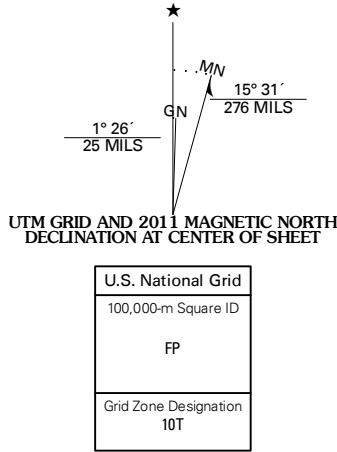 ★
MN
15° 31´
276 MILS
GN
1° 26´
25 MILS
UTM GRID AND 2011 MAGNETIC NORTH
DECLINATION AT CENTER OF SHEET
U.S. National Grid
100,000-m Square ID
FP
Grid Zone Designation
10T